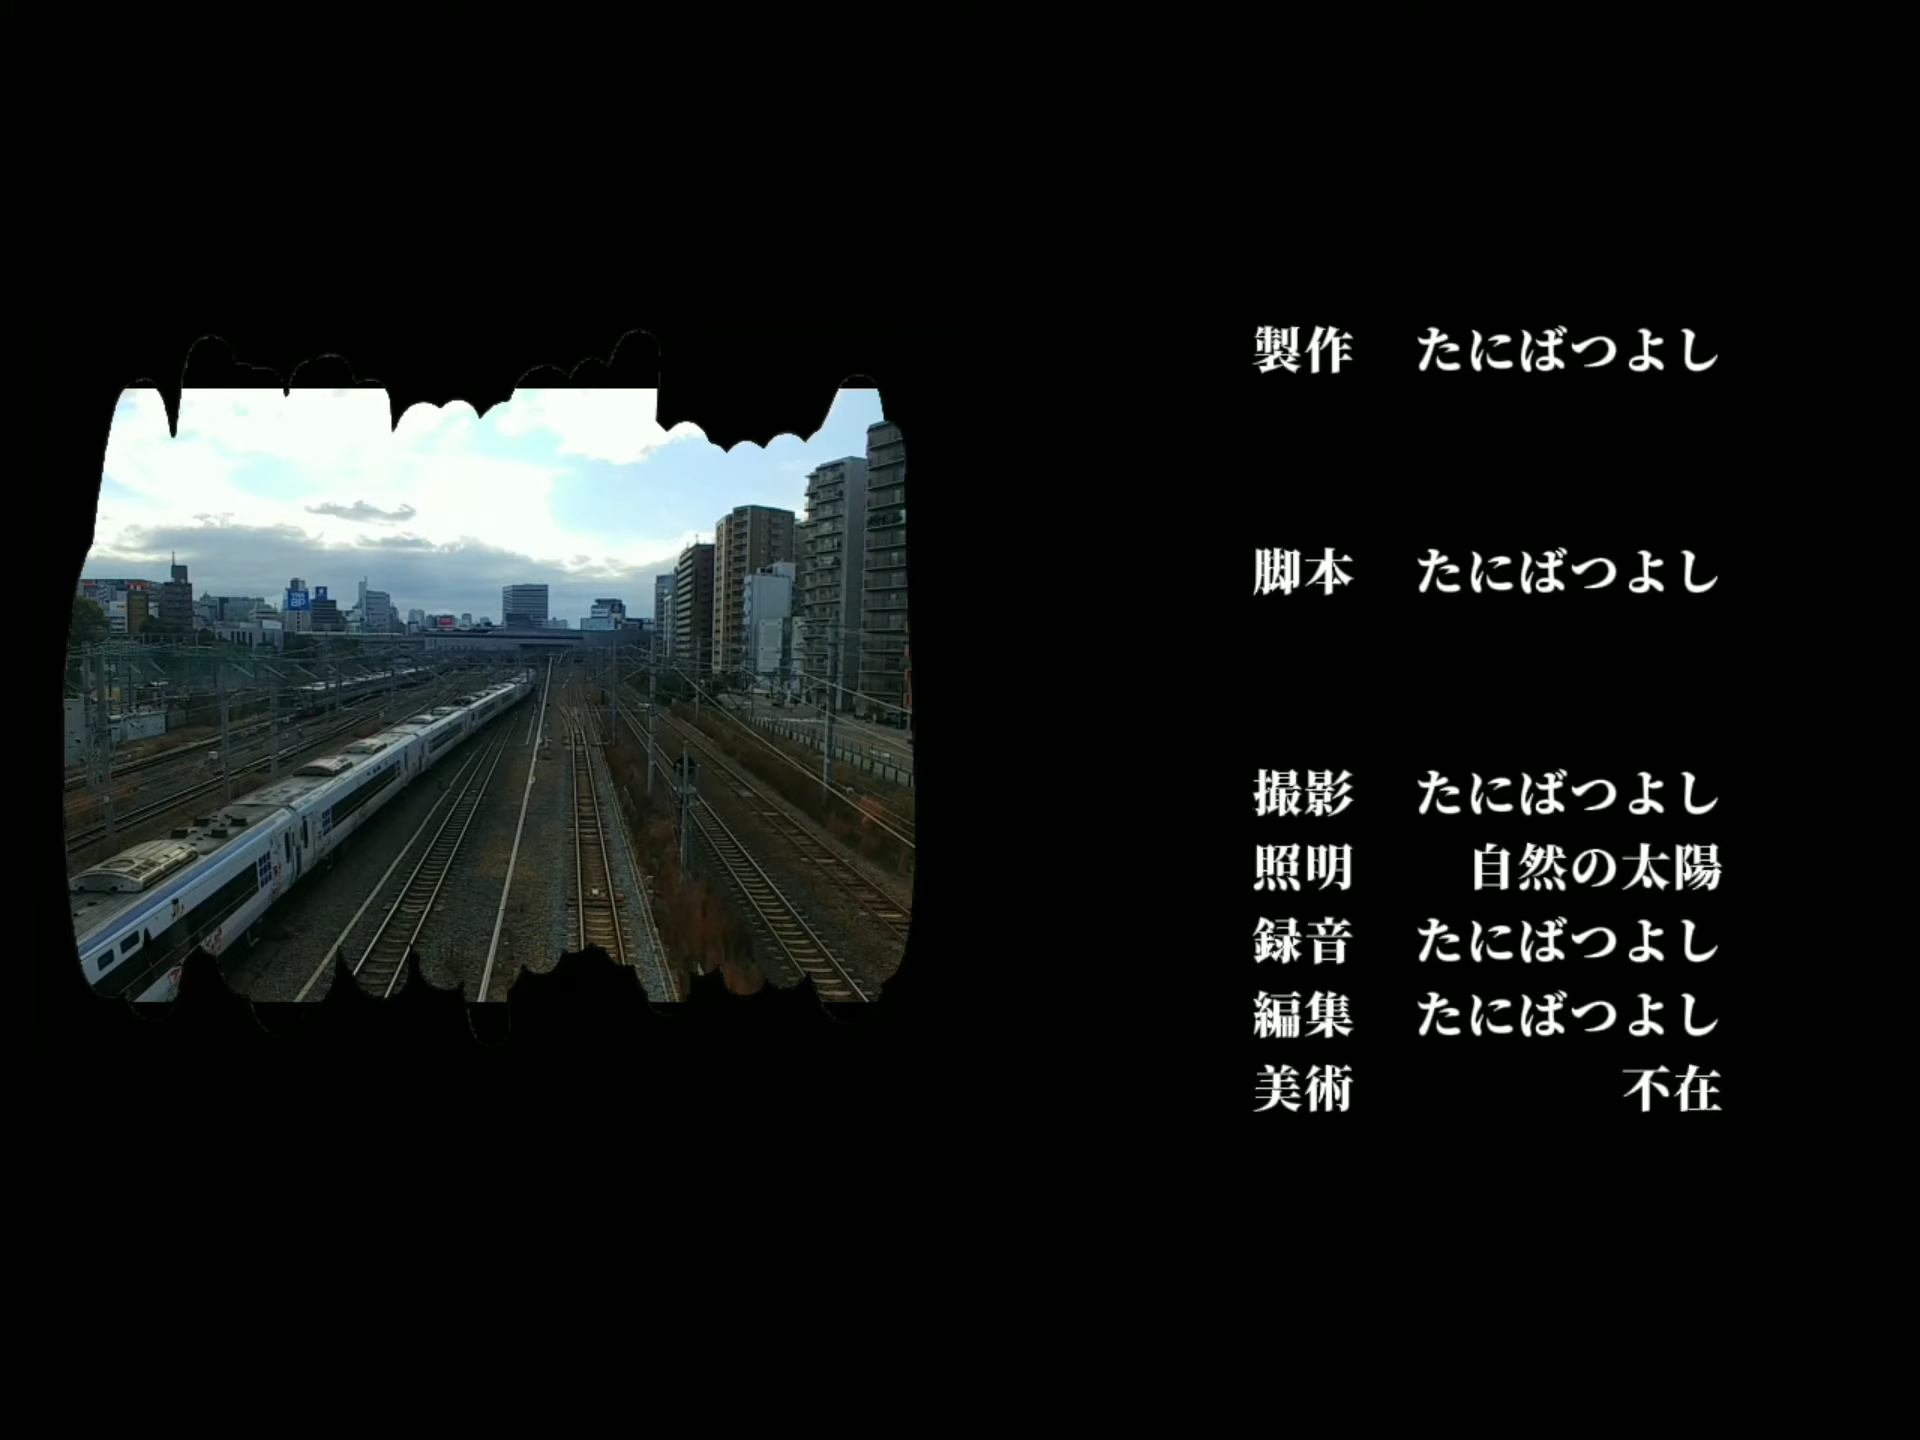 製作　たにばつよし
脚本　たにばつよし
撮影　たにばつよし
照明　自然の太陽
録音　たにばつよし
編集　たにばつよし
美術　不在